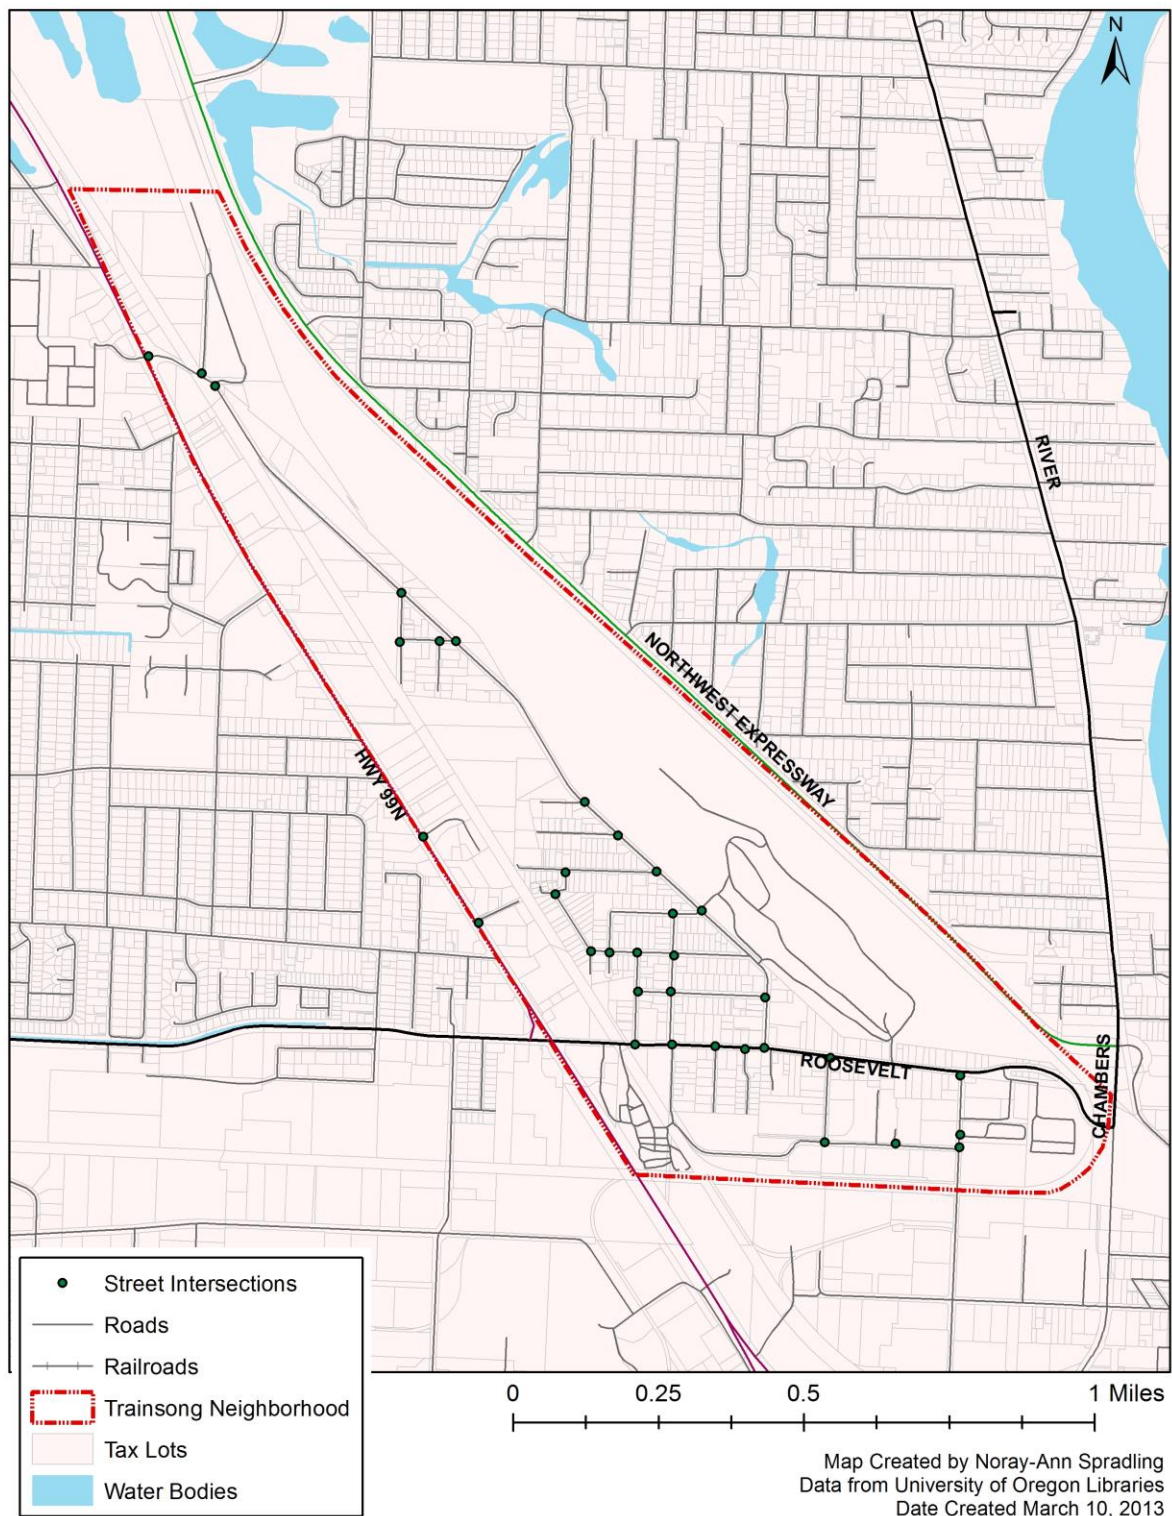 N
RIVER
NORTHWEST EXPRESSWAY
HWY 99N
ROOSEVELT
CHAMBERS
Street Intersections
Roads
Railroads
Trainsong Neighborhood
Tax Lots
Water Bodies
0 0.25 0.5 1 Miles
Map Created by Noray-Ann Spradling
Data from University of Oregon Libraries
Date Created March 10, 2013